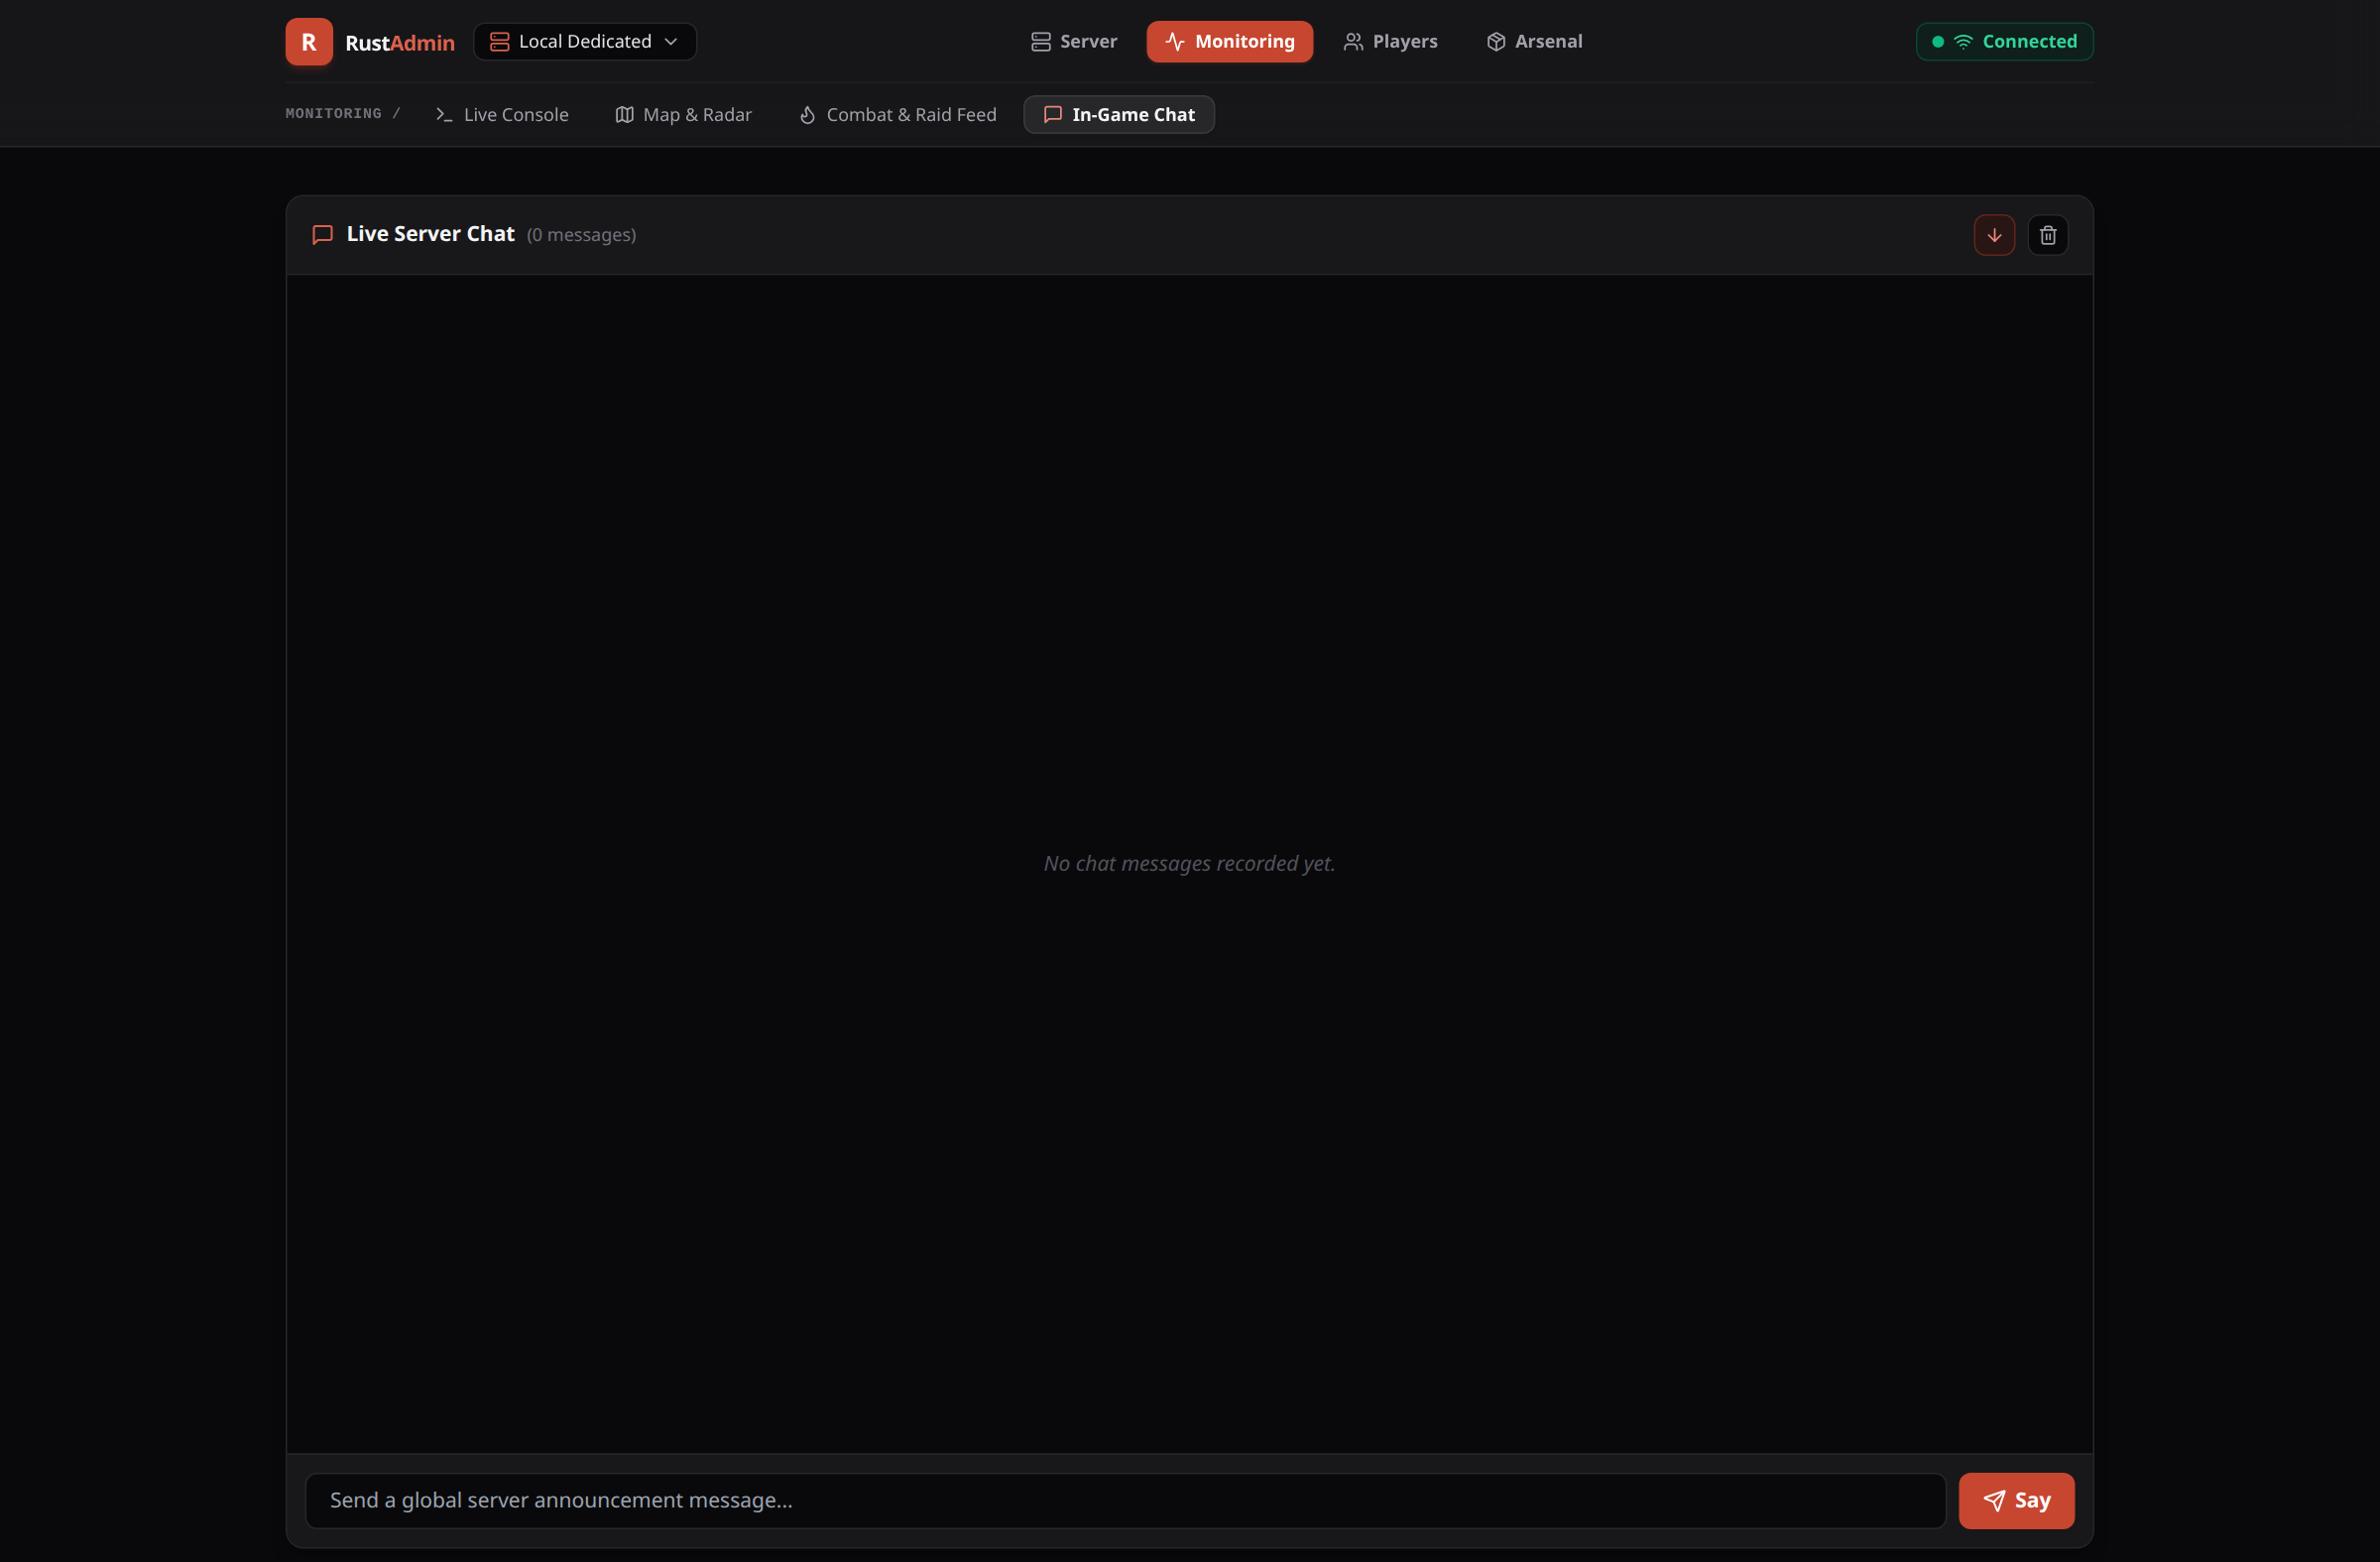 R RustAdmin Local Dedicated Server Monitoring Players Arsenal Connected
MONITORING / Live Console Map & Radar Combat & Raid Feed In-Game Chat
Live Server Chat (0 messages)
No chat messages recorded yet.
Send a global server announcement message... Say